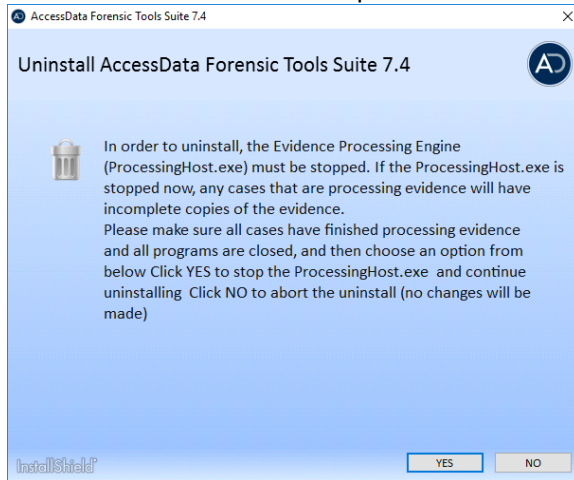 AccessData Forensic Tools Suite 7.4
Uninstall AccessData Forensic Tools Suite 7.4
AD
In order to uninstall, the Evidence Processing Engine
(ProcessingHost.exe) must be stopped. If the ProcessingHost.exe is
stopped now, any cases that are processing evidence will have
incomplete copies of the evidence.
Please make sure all cases have finished processing evidence
and all programs are closed, and then choose an option from
below Click YES to stop the ProcessingHost.exe  and continue
uninstalling  Click NO to abort the uninstall (no changes will be
made)
InstallShield
YES
NO